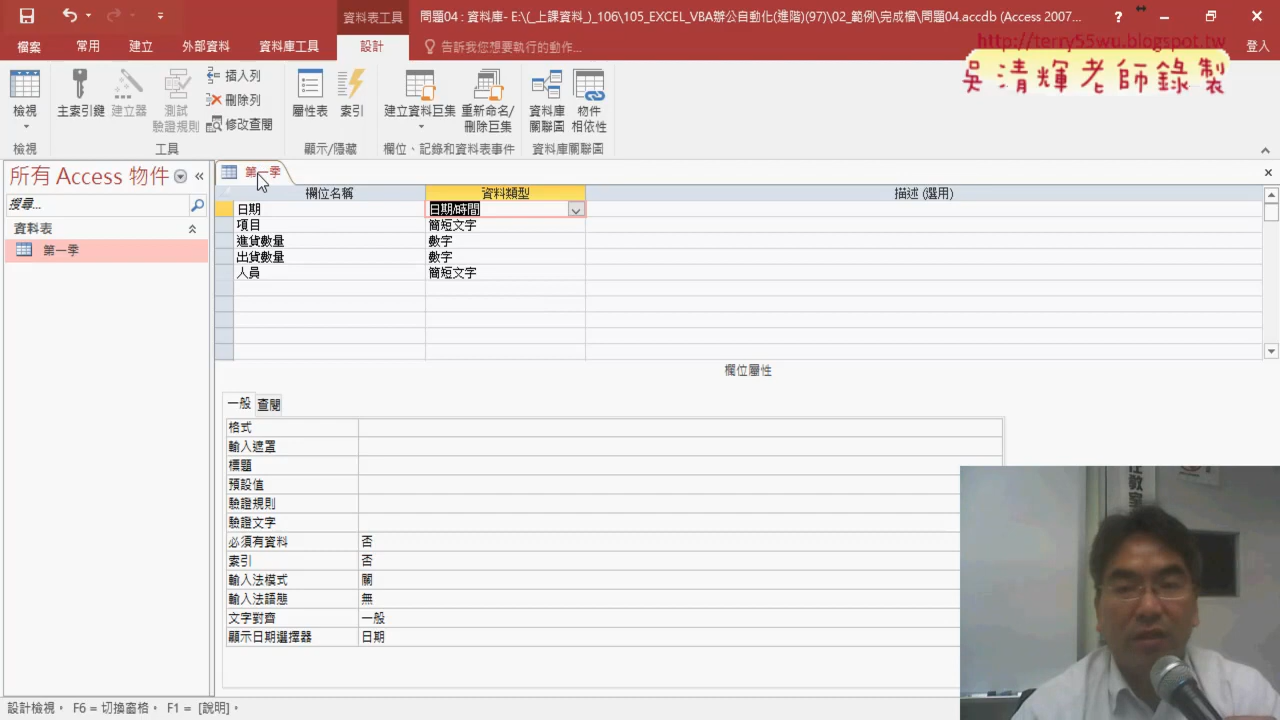 資料表工具
問題04 : 資料庫- E:\(_上課資料_)_106\105_EXCEL_VBA辦公自動化(進階)(97)\02_範例\完成檔\問題04.accdb (Access 2007...
http://terry55wu.blogspot.tw
吳清輝老師錄製
檔案 常用 建立 外部資料 資料庫工具 設計 告訴我您想要執行的動作... 登入
檢視 主索引鍵 建立器 測試驗證規則 插入列 刪除列 修改查閱 屬性表 索引 建立資料巨集 重新命名/刪除巨集 資料庫關聯圖 物件相依性
檢視 工具 顯示/隱藏 欄位、記錄和資料表事件 資料庫關聯圖
所有 Access 物件 «
搜尋...
資料表
第一季
第一季
欄位名稱 資料類型 描述 (選用)
日期 日期/時間
項目 簡短文字
進貨數量 數字
出貨數量 數字
人員 簡短文字
欄位屬性
一般 查閱
格式
輸入遮罩
標題
預設值
驗證規則
驗證文字
必須有資料 否
索引 否
輸入法模式 關
輸入法語態 無
文字對齊 一般
顯示日期選擇器 日期
設計檢視。 F6 = 切換窗格。 F1 = [說明]。